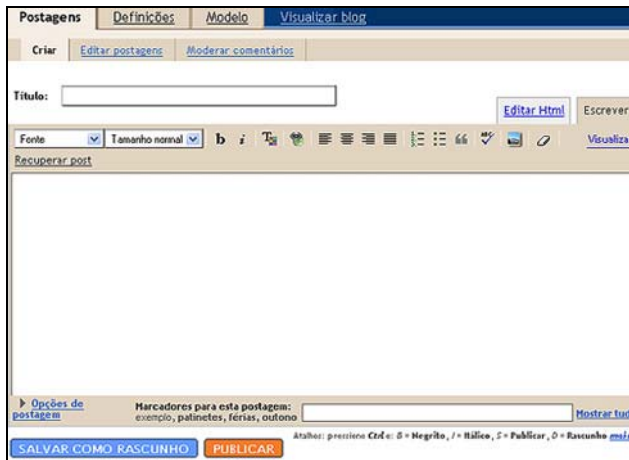 Postagens Definições Modelo Visualizar blog
Criar Editar postagens Moderar comentários
Título:
Editar Html Escrever
Fonte Tamanho normal b i T ABC Visualiza
Recuperar post
Opções de postagem
Marcadores para esta postagem:
exemplo, patinetes, férias, outono
Mostrar tud
Atalhos: pressione Ctrl e: B = Negrito, I = Itálico, S = Publicar, D = Rascunho mais
SALVAR COMO RASCUNHO PUBLICAR